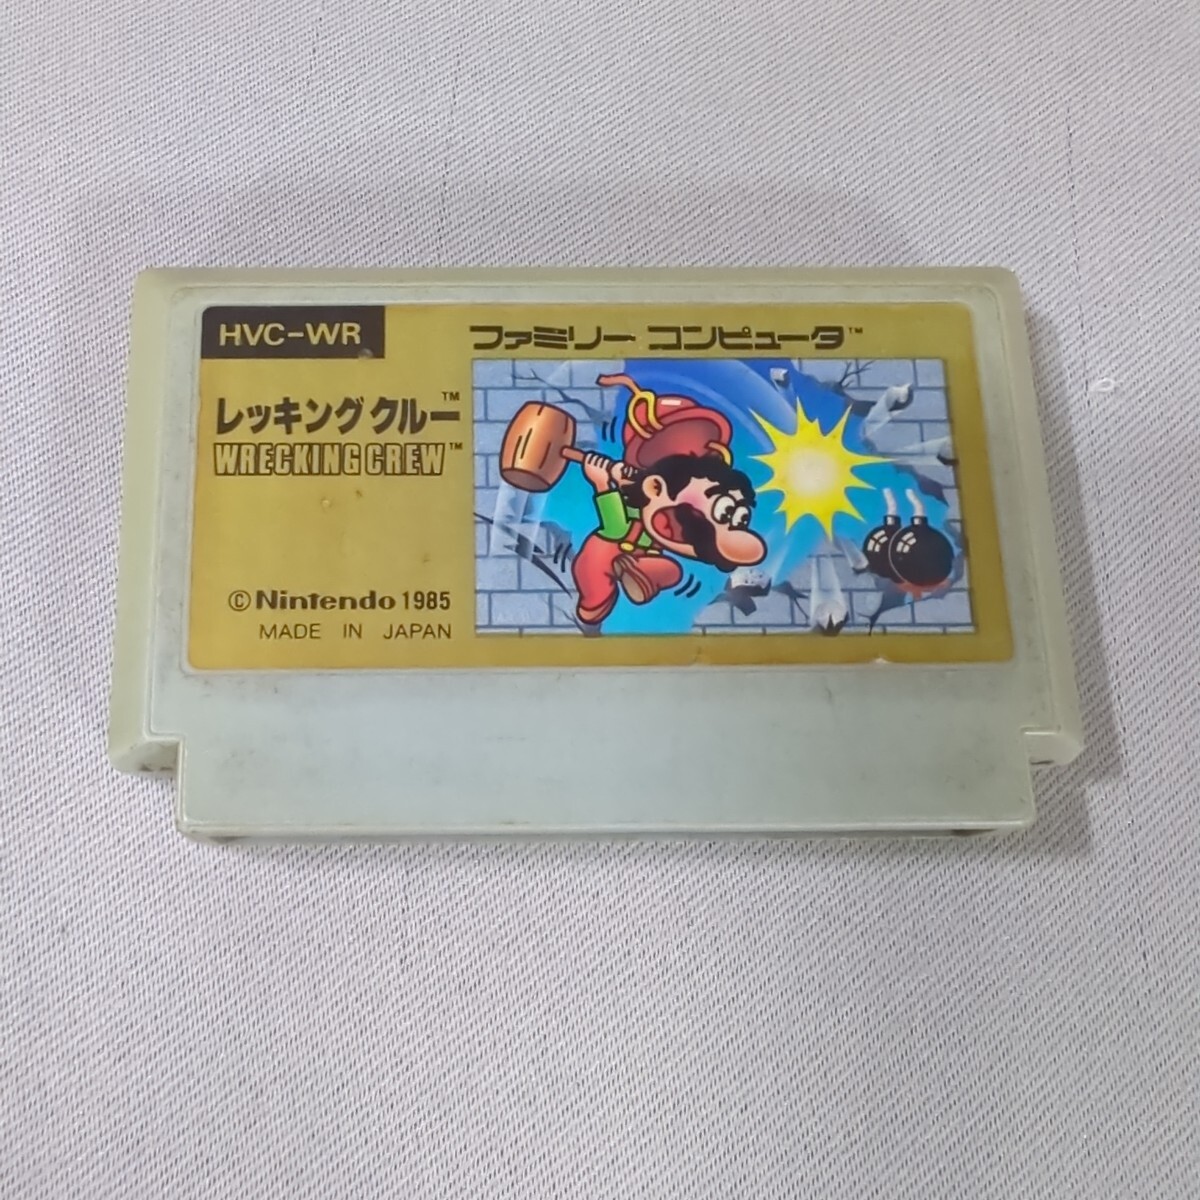 HVC-WR
ファミリー コンピュータ™
レッキングクルー™
WRECKING CREW™
©Nintendo 1985
MADE IN JAPAN